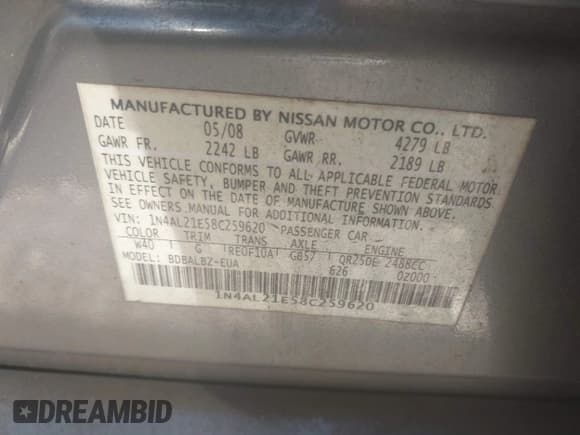 MANUFACTURED BY NISSAN MOTOR CO., LTD.
DATE 05/08 GVWR 4279 LB
GAWR FR. 2242 LB GAWR RR. 2189 LB
THIS VEHICLE CONFORMS TO ALL APPLICABLE FEDERAL MOTOR
VEHICLE SAFETY, BUMPER AND THEFT PREVENTION STANDARDS
IN EFFECT ON THE DATE OF MANUFACTURE SHOWN ABOVE.
SEE OWNERS MANUAL FOR ADDITIONAL INFORMATION.
VIN: 1N4AL21E58C259620 PASSENGER CAR
COLOR TRIM TRANS AXLE ENGINE
W40 G RE0F10A GB57 QR25DE 2488CC
MODEL: BDBALBZ-EUA 626 0Z000
1N4AL21E58C259620
DREAMBID